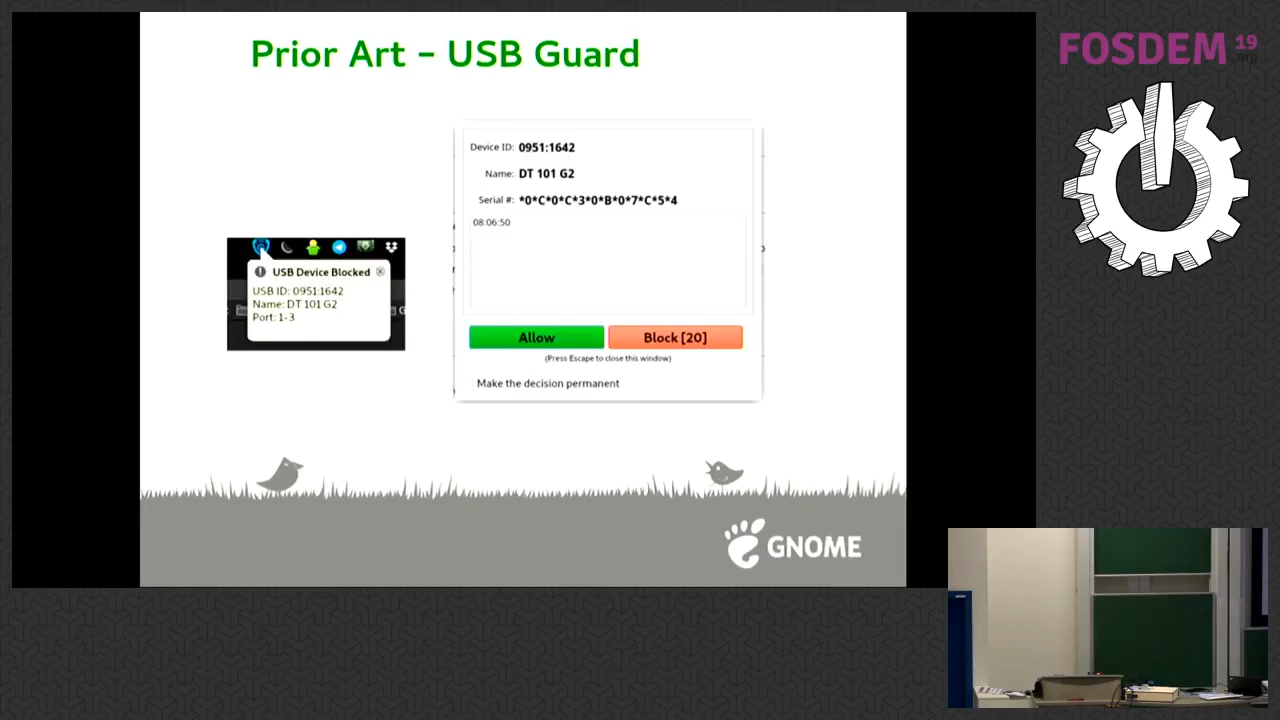 Prior Art - USB Guard
FOSDEM 19
.org
Device ID: 0951:1642
Name: DT 101 G2
Serial #: *0*C*0*C*3*0*B*0*7*C*5*4
08:06:50
USB Device Blocked
USB ID: 0951:1642
Name: DT 101 G2
Port: 1-3
Allow
Block [20]
(Press Escape to close this window)
Make the decision permanent
GNOME